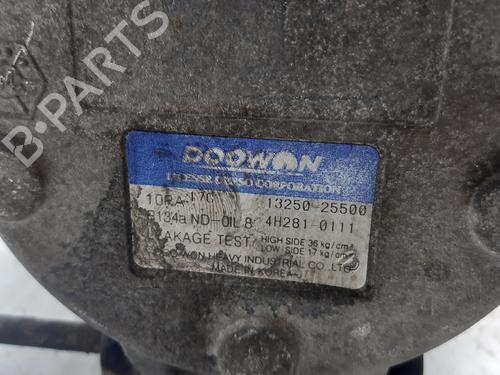 B-PARTS
DOOWON
LICENSE DENSO CORPORATION
10PA17C 13250-25500
R134a ND-OIL 8 4H281-0111
AKAGE TEST HIGH SIDE 36 kg/cm²
LOW SIDE 17 kg/cm²
DOOWON HEAVY INDUSTRIAL CO., LTD
MADE IN KOREA